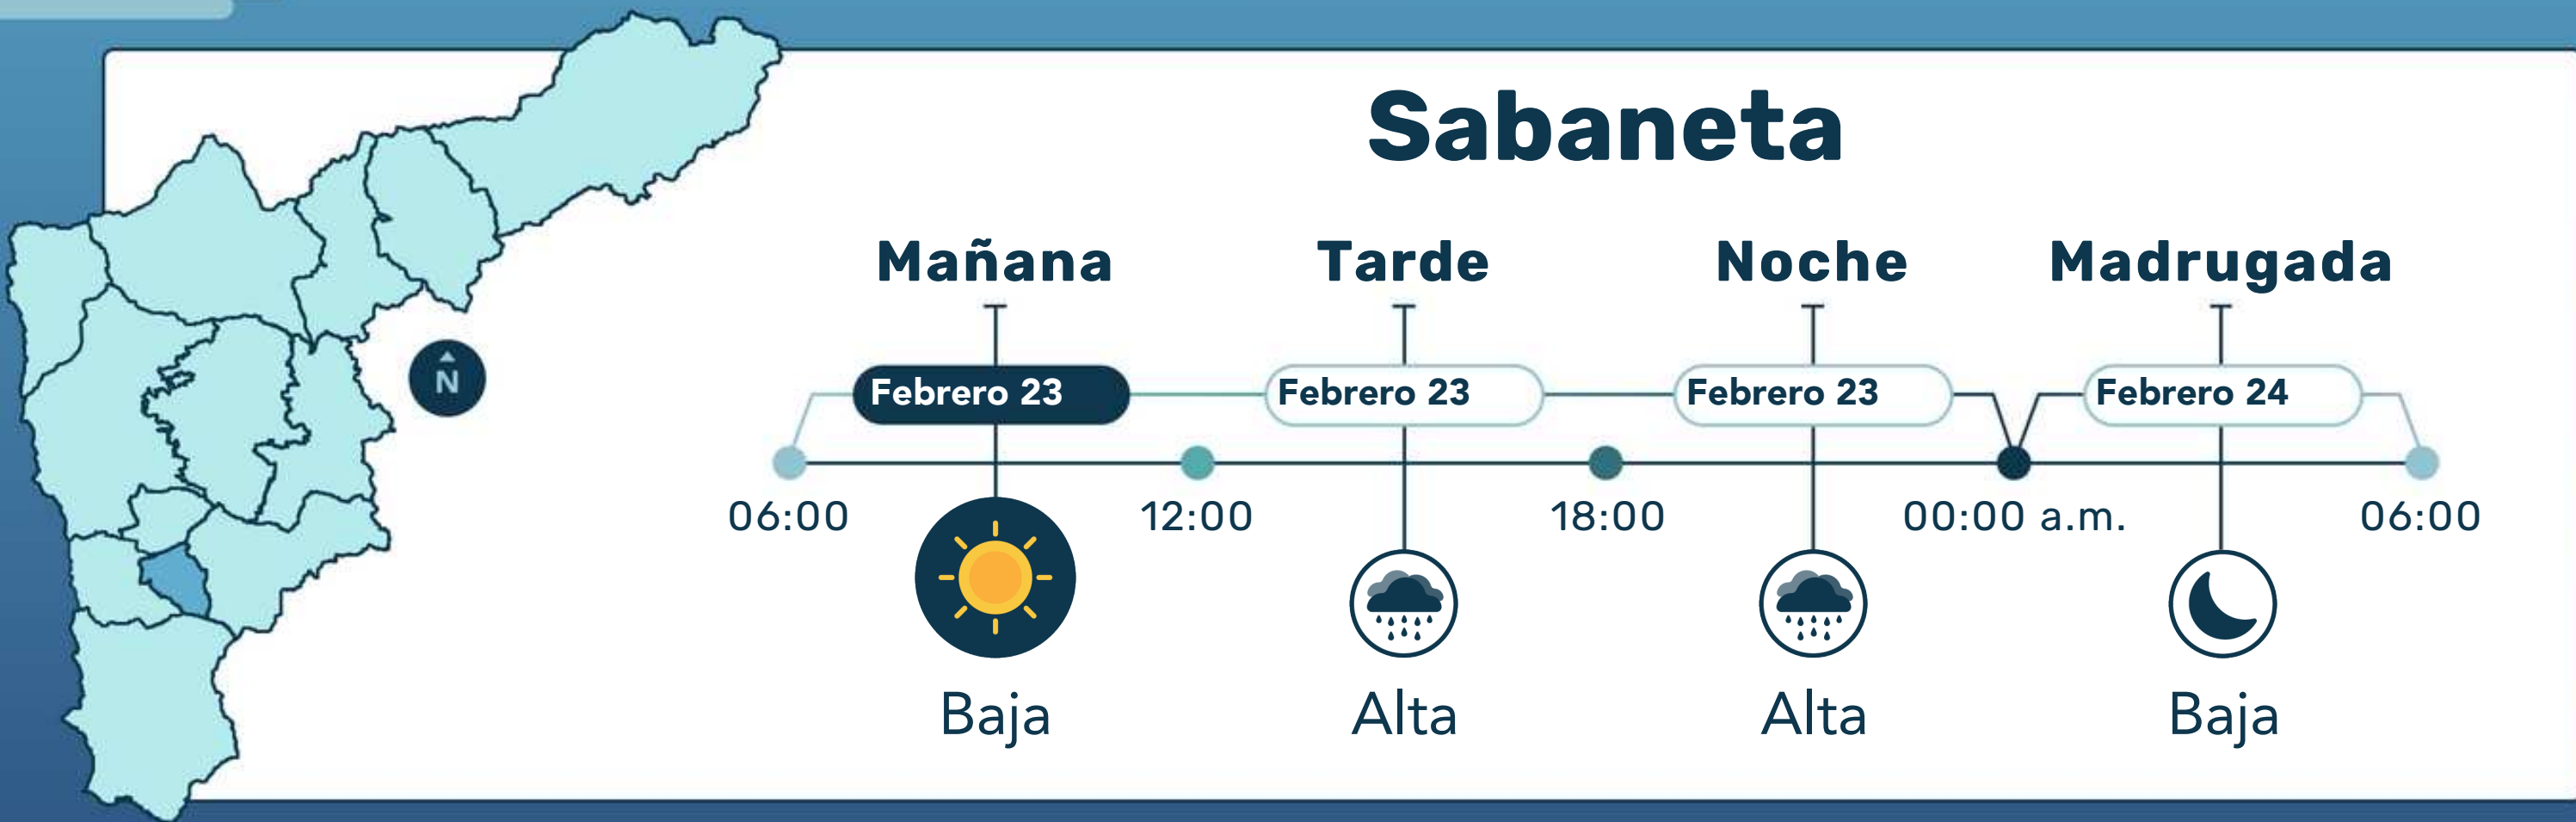 Sabaneta
Mañana Tarde Noche Madrugada
Febrero 23 Febrero 23 Febrero 23 Febrero 24
N
06:00 12:00 18:00 00:00 a.m. 06:00
Baja Alta Alta Baja